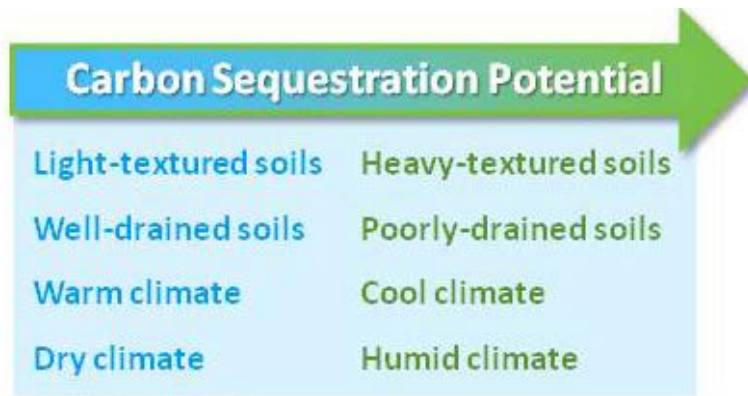 Carbon Sequestration Potential
Light-textured soils Heavy-textured soils
Well-drained soils Poorly-drained soils
Warm climate Cool climate
Dry climate Humid climate